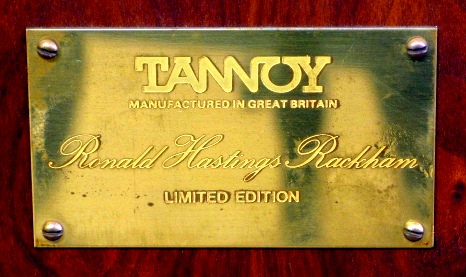 TANNOY
MANUFACTURED IN GREAT BRITAIN
Ronald Hastings Rackham
LIMITED EDITION